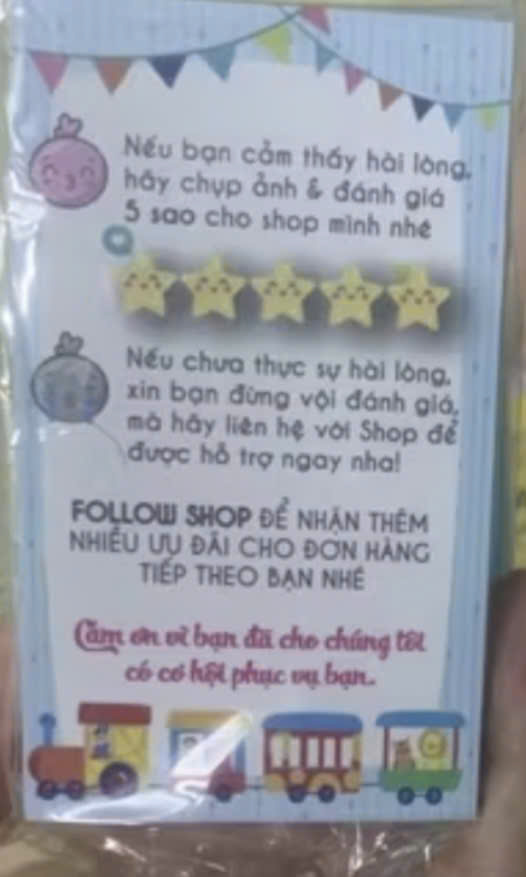 Nếu bạn cảm thấy hài lòng,
hãy chụp ảnh & đánh giá
5 sao cho shop mình nhé
Nếu chưa thực sự hài lòng,
xin bạn đừng vội đánh giá,
mà hãy liên hệ với Shop để
được hỗ trợ ngay nha!
FOLLOW SHOP ĐỂ NHẬN THÊM
NHIỀU ƯU ĐÃI CHO ĐƠN HÀNG
TIẾP THEO BẠN NHÉ
Cảm ơn vì bạn đã cho chúng tôi
có cơ hội phục vụ bạn.